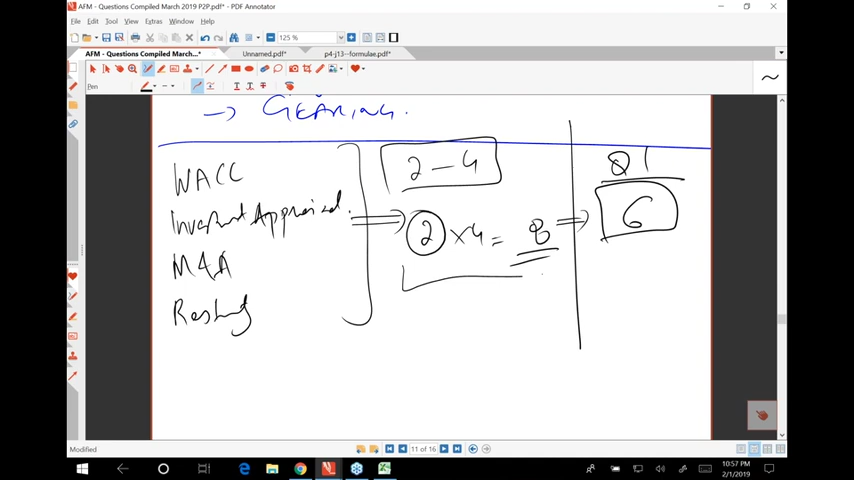 AFM - Questions Compiled March 2019 P2P.pdf* - PDF Annotator
File Edit Tool View Extras Window Help
125 %
AFM - Questions Compiled March...* Unnamed.pdf* p4-j13--formulae.pdf*
Pen
→ GEARING.
WACC
2 - 4
Q1
Investment Appraisal.
2 x 4 = 8
6
M&A
Modified
11 of 16
10:57 PM
2/1/2019